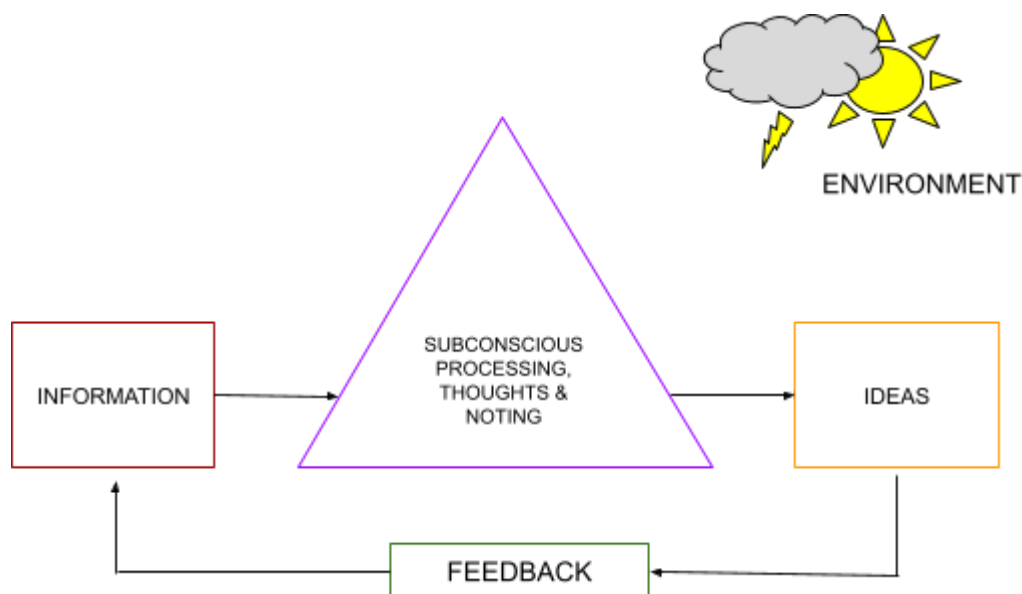 ENVIRONMENT
SUBCONSCIOUS
PROCESSING,
THOUGHTS &
NOTING
INFORMATION
IDEAS
FEEDBACK